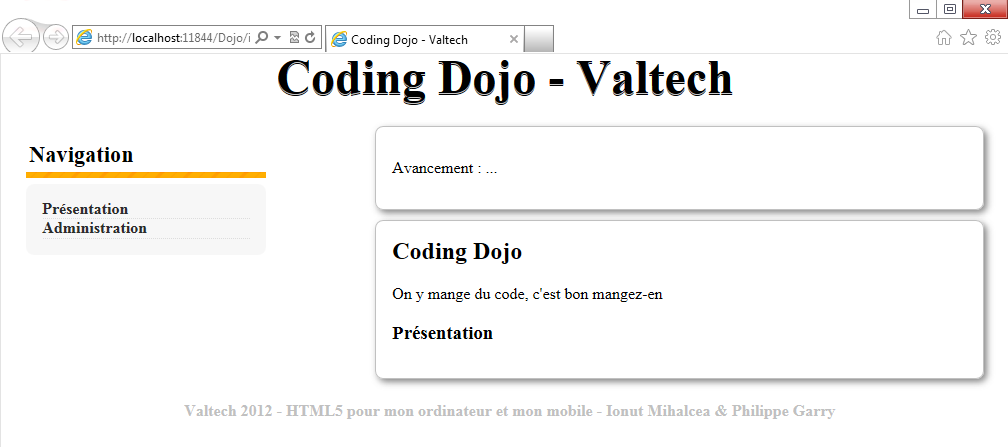 http://localhost:11844/Dojo/i
Coding Dojo - Valtech
Coding Dojo - Valtech
Navigation
Présentation
Administration
Avancement : ...
Coding Dojo
On y mange du code, c'est bon mangez-en
Présentation
Valtech 2012 - HTML5 pour mon ordinateur et mon mobile - Ionut Mihalcea & Philippe Garry